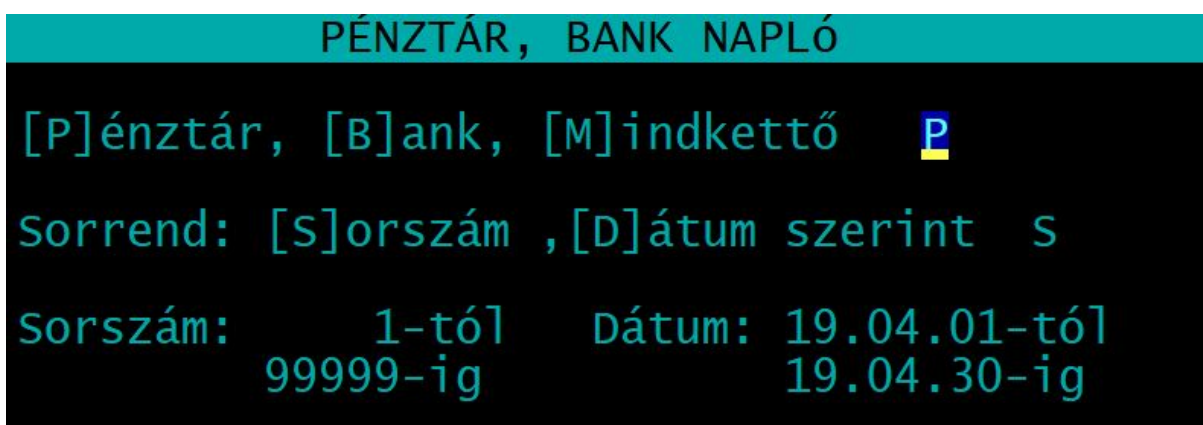 PÉNZTÁR, BANK NAPLó
[P]énztár, [B]ank, [M]indkettő P
Sorrend: [S]orszám ,[D]átum szerint S
Sorszám: 1-tól Dátum: 19.04.01-tól
99999-ig 19.04.30-ig